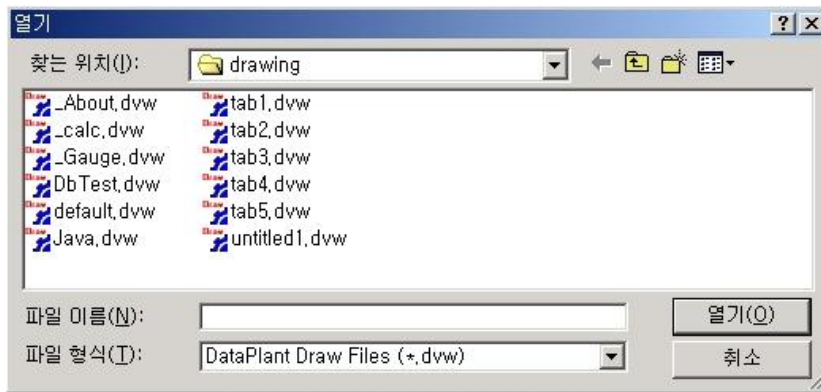 열기
찾는 위치(I): drawing
_About.dvw tab1.dvw
_calc.dvw tab2.dvw
_Gauge.dvw tab3.dvw
DbTest.dvw tab4.dvw
default.dvw tab5.dvw
Java.dvw untitled1.dvw
파일 이름(N): 열기(O)
파일 형식(T): DataPlant Draw Files (*.dvw) 취소